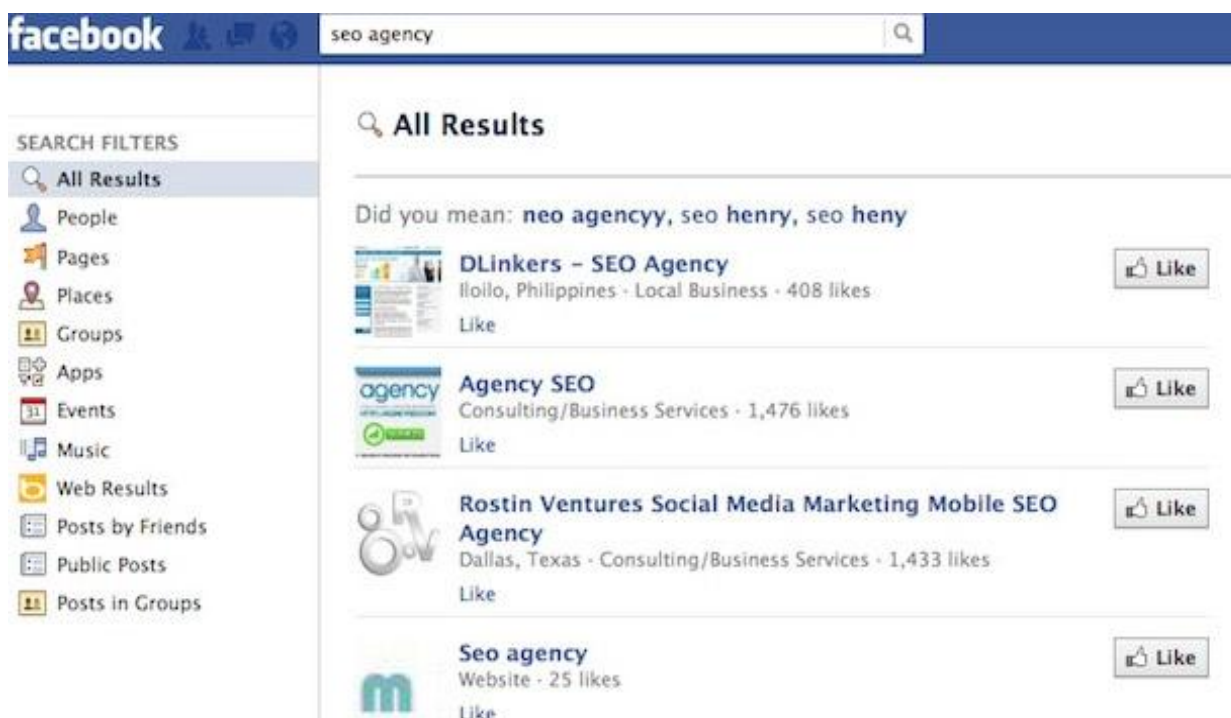 facebook
seo agency
SEARCH FILTERS
All Results
People
Pages
Places
Groups
Apps
31
Events
Music
Web Results
Posts by Friends
Public Posts
Posts in Groups
All Results
Did you mean: neo agencyy, seo henry, seo heny
DLinkers – SEO Agency
Iloilo, Philippines · Local Business · 408 likes
Like
Like
agency
Agency SEO
Consulting/Business Services · 1,476 likes
Like
Like
Rostin Ventures Social Media Marketing Mobile SEO
Agency
Dallas, Texas · Consulting/Business Services · 1,433 likes
Like
Like
m
Seo agency
Website · 25 likes
Like
Like